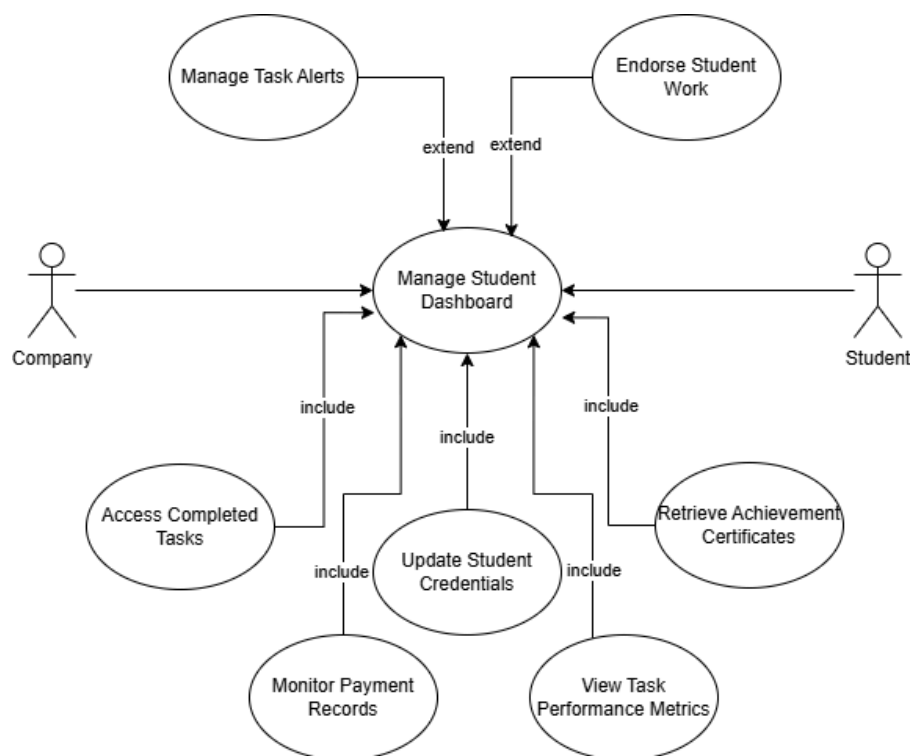 Manage Task Alerts
Endorse Student
Work
extend
extend
Manage Student
Dashboard
Company
Student
include
include
include
Access Completed
Tasks
Retrieve Achievement
Certificates
Update Student
Credentials
include
include
Monitor Payment
Records
View Task
Performance Metrics